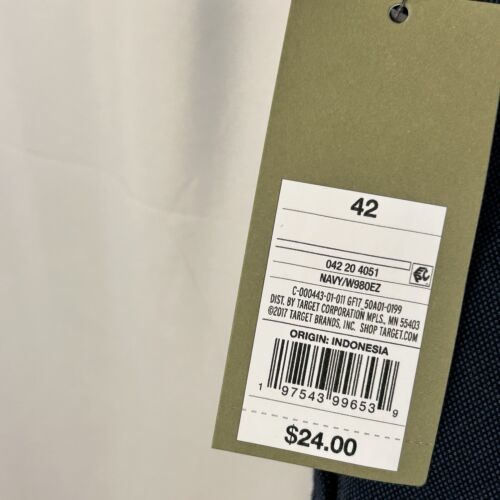 42
042 20 4051
NAVY/W980EZ
C-000443-01-011 GF17 50A01-0199
DIST. BY TARGET CORPORATION MPLS., MN 55403
©2017 TARGET BRANDS, INC. SHOP TARGET.COM
ORIGIN: INDONESIA
1 97543 99653 9
$24.00